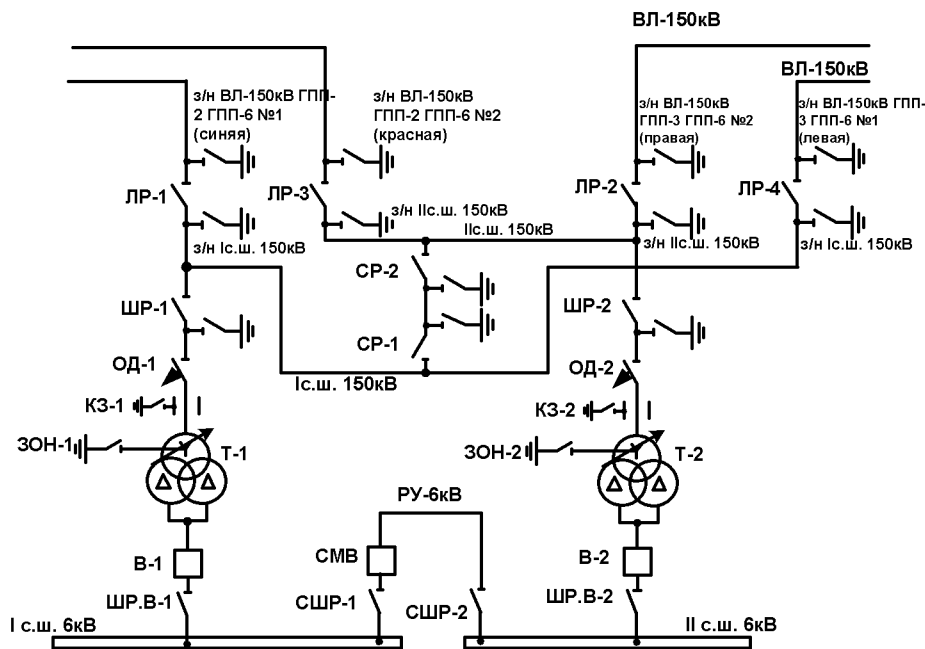 ВЛ-150кВ
ВЛ-150кВ
з/н ВЛ-150кВ ГПП-
2 ГПП-6 №1
(синяя)
з/н ВЛ-150кВ
ГПП-2 ГПП-6 №2
(красная)
з/н ВЛ-150кВ
ГПП-3 ГПП-6 №2
(правая)
з/н ВЛ-150кВ ГПП-
3 ГПП-6 №1
(левая)
ЛР-1
ЛР-3
ЛР-2
ЛР-4
з/н Iс.ш. 150кВ
з/н IIс.ш. 150кВ
IIс.ш. 150кВ
з/н IIс.ш. 150кВ
з/н Iс.ш. 150кВ
СР-2
ШР-1
ШР-2
СР-1
ОД-1
Iс.ш. 150кВ
ОД-2
КЗ-1
КЗ-2
ЗОН-1
Т-1
ЗОН-2
Т-2
Δ Δ
Δ Δ
РУ-6кВ
В-1
СМВ
В-2
ШР.В-1
СШР-1
СШР-2
ШР.В-2
I с.ш. 6кВ
II с.ш. 6кВ